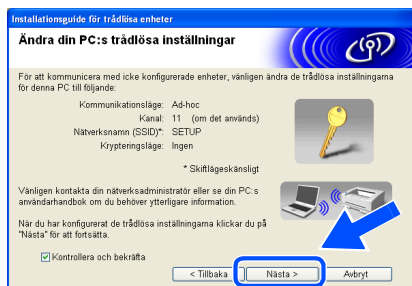 Installationsguide för trådlösa enheter
Ändra din PC:s trådlösa inställningar
För att kommunicera med icke konfigurerade enheter, vänligen ändra de trådlösa inställningarna
för denna PC till följande:
Kommunikationsläge: Ad-hoc
Kanal: 11 (om det används)
Nätverksnamn (SSID)*: SETUP
Krypteringsläge: Ingen
* Skiftlägeskänsligt
Vänligen kontakta din nätverksadministratör eller se din PC:s
användarhandbok om du behöver ytterligare information.
När du har konfigurerat de trådlösa inställningarna klickar du på
"Nästa" för att fortsätta.
Kontrollera och bekräfta
< Tillbaka
Nästa >
Avbryt